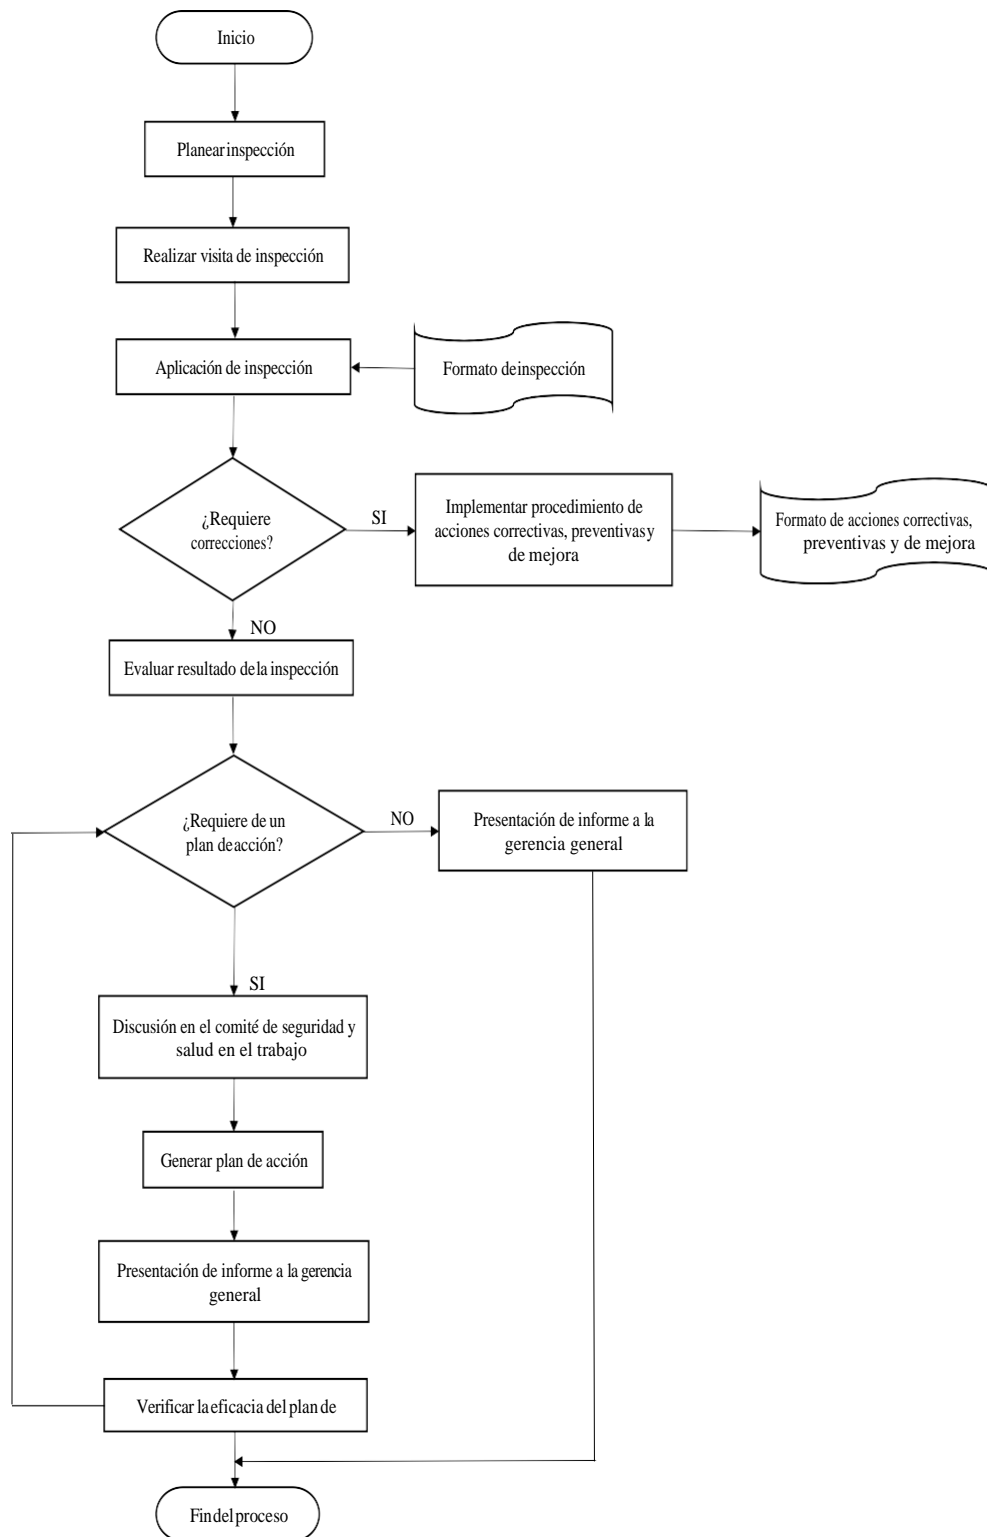 Inicio
Planear inspección
Realizar visita de inspección
Aplicación de inspección
Formato de inspección
¿Requiere
correcciones?
SI
Implementar procedimiento de
acciones correctivas, preventivas y
de mejora
Formato de acciones correctivas,
preventivas y de mejora
NO
Evaluar resultado de la inspección
¿Requiere de un
plan de acción?
NO
Presentación de informe a la
gerencia general
SI
Discusión en el comité de seguridad y
salud en el trabajo
Generar plan de acción
Presentación de informe a la gerencia
general
Verificar la eficacia del plan de
Fin del proceso